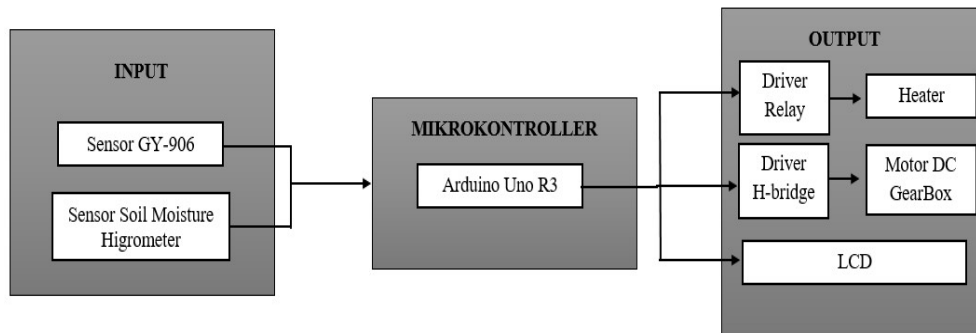 INPUT
Sensor GY-906
Sensor Soil Moisture
Higrometer
MIKROKONTROLLER
Arduino Uno R3
OUTPUT
Driver
Relay
Heater
Driver
H-bridge
Motor DC
GearBox
LCD